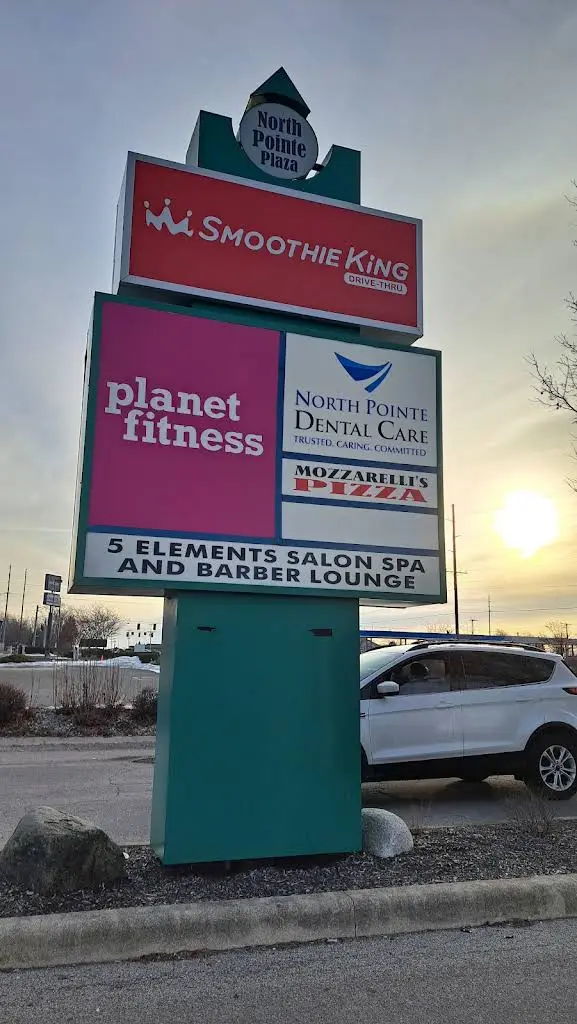 North
Pointe
Plaza
SMOOTHIE KING
DRIVE-THRU
planet
fitness
NORTH POINTE
DENTAL CARE
TRUSTED. CARING. COMMITTED
MOZZARELLI'S
PIZZA
5 ELEMENTS SALON SPA
AND BARBER LOUNGE